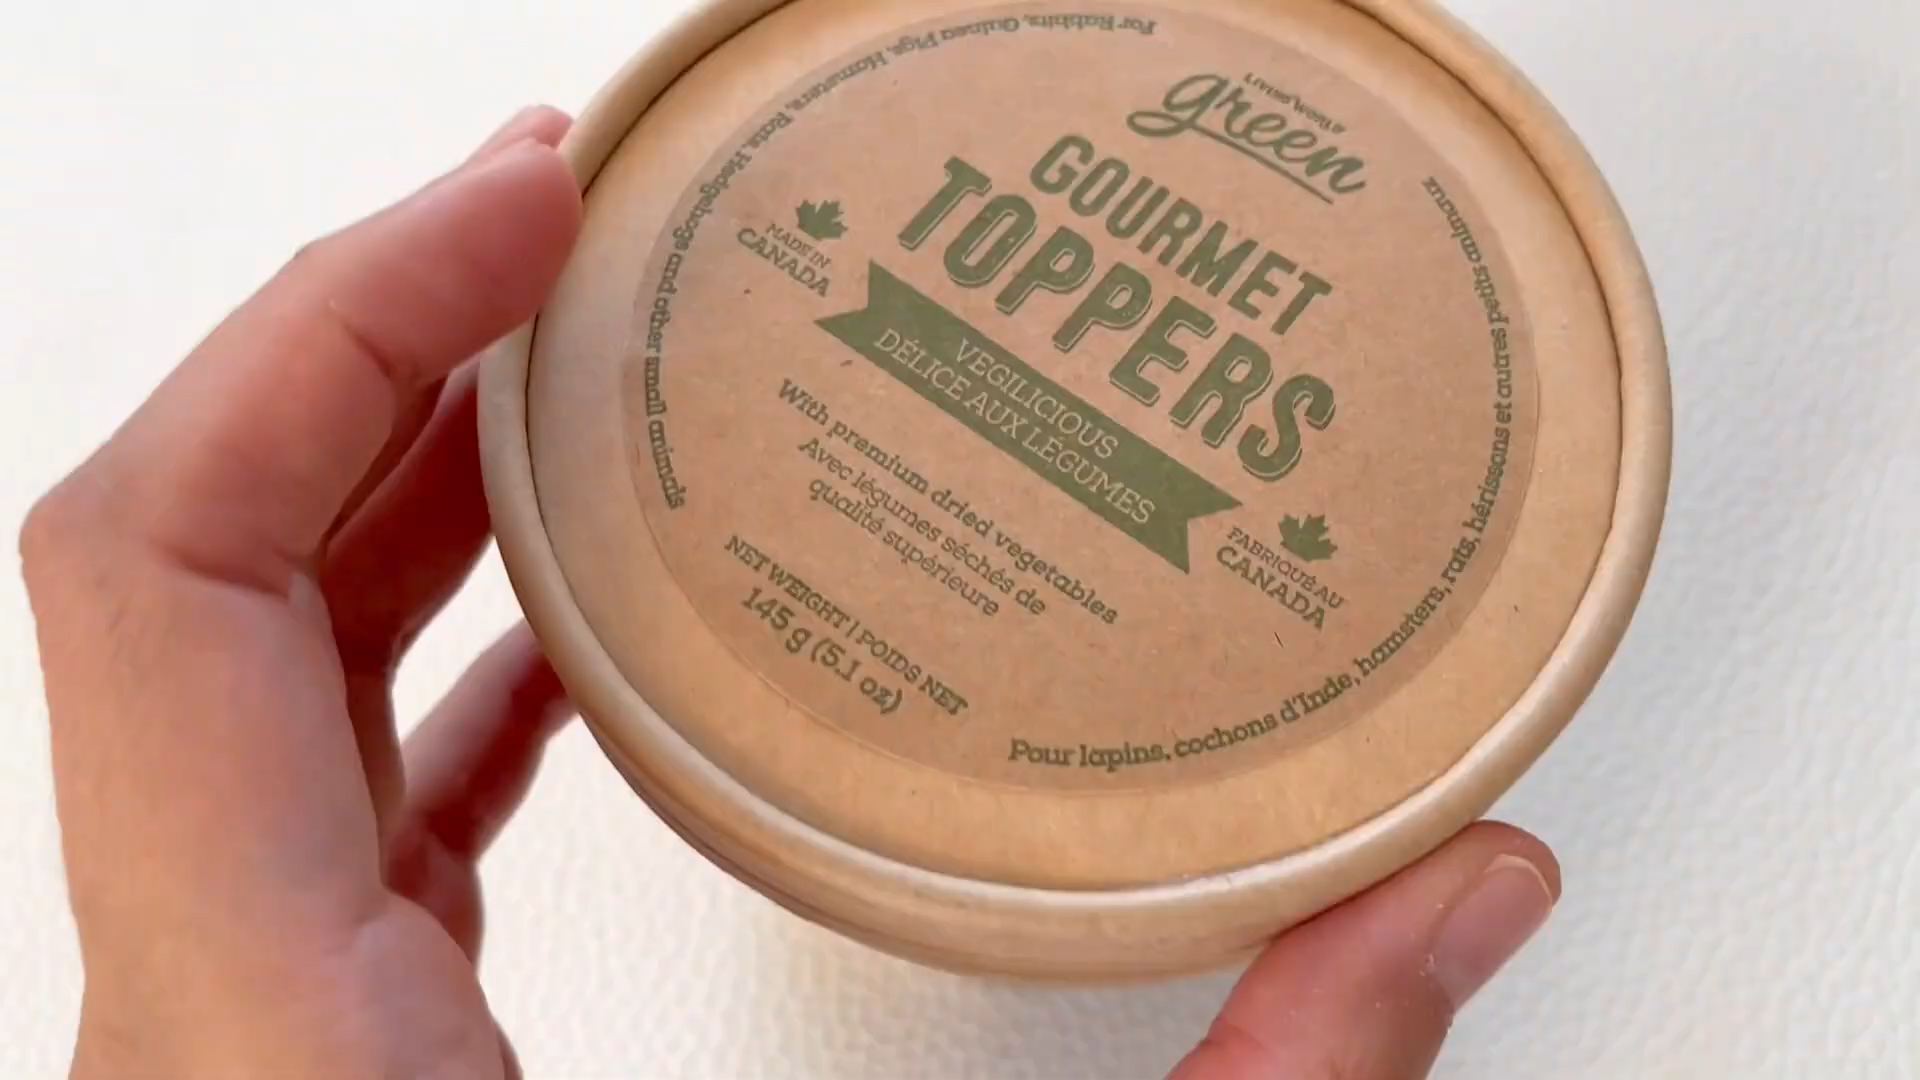 For Rabbits, Guinea Pigs, Hamsters, Rats, Hedgehogs and other small animals
LIVING WORLD
green
GOURMET
TOPPERS
MADE IN
CANADA
VEGILICIOUS
DÉLICE AUX LÉGUMES
With premium dried vegetables
Avec légumes séchés de
qualité supérieure
FABRIQUÉ AU
CANADA
NET WEIGHT | POIDS NET
145 g (5.1 oz)
Pour lapins, cochons d'Inde, hamsters, rats, hérissons et autres petits animaux